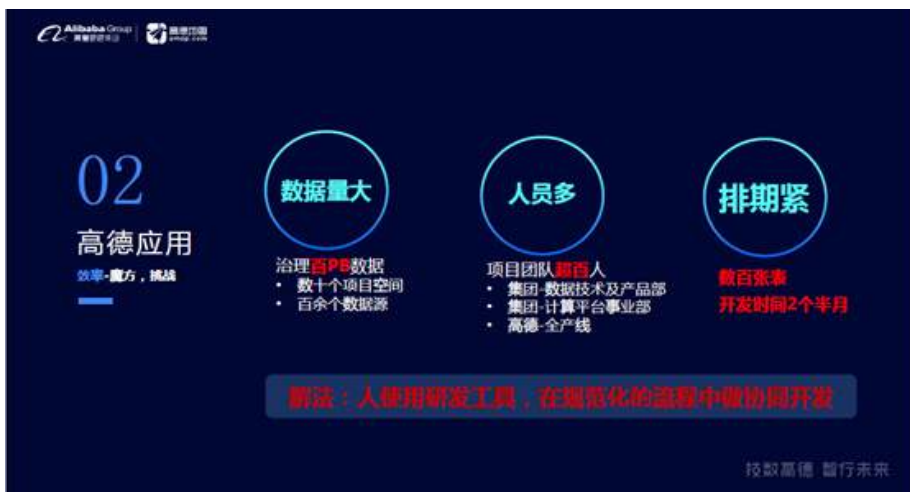 Alibaba Group
高德地图
amap.com
02
高德应用
效率-魔方，挑战
数据量大
治理百PB数据
• 数十个项目空间
• 百余个数据源
人员多
项目团队超百人
• 集团-数据技术及产品部
• 集团-计算平台事业部
• 高德-全产线
排期紧
数百张表
开发时间2个半月
解法：人使用研发工具，在规范化的流程中做协同开发
技数高德 智行未来